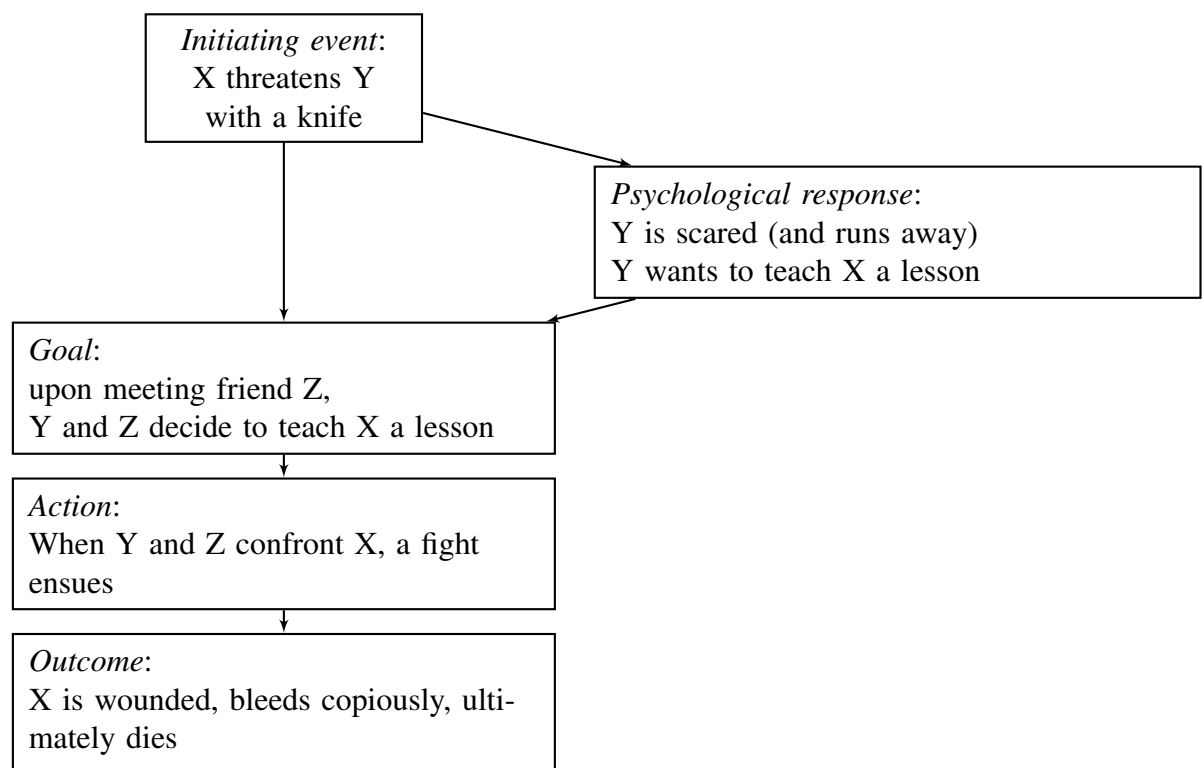 Initiating event:
X threatens Y
with a knife
Psychological response:
Y is scared (and runs away)
Y wants to teach X a lesson
Goal:
upon meeting friend Z,
Y and Z decide to teach X a lesson
Action:
When Y and Z confront X, a fight
ensues
Outcome:
X is wounded, bleeds copiously, ulti-
mately dies